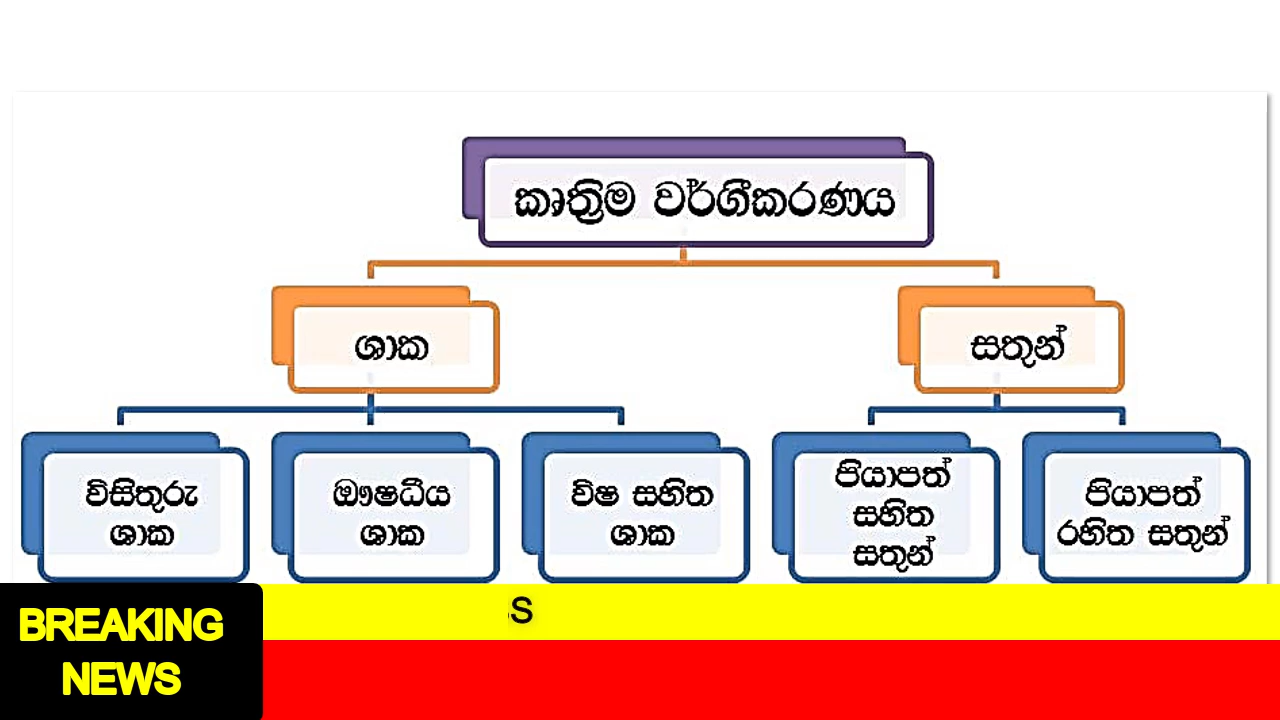 කෘත්‍රිම වර්ගීකරණය
ශාක
සතුන්
විසිතුරු
ශාක
ඖෂධීය
ශාක
විෂ සහිත
ශාක
පියාපත්
සහිත
සතුන්
පියාපත්
රහිත සතුන්
BREAKING
NEWS
S